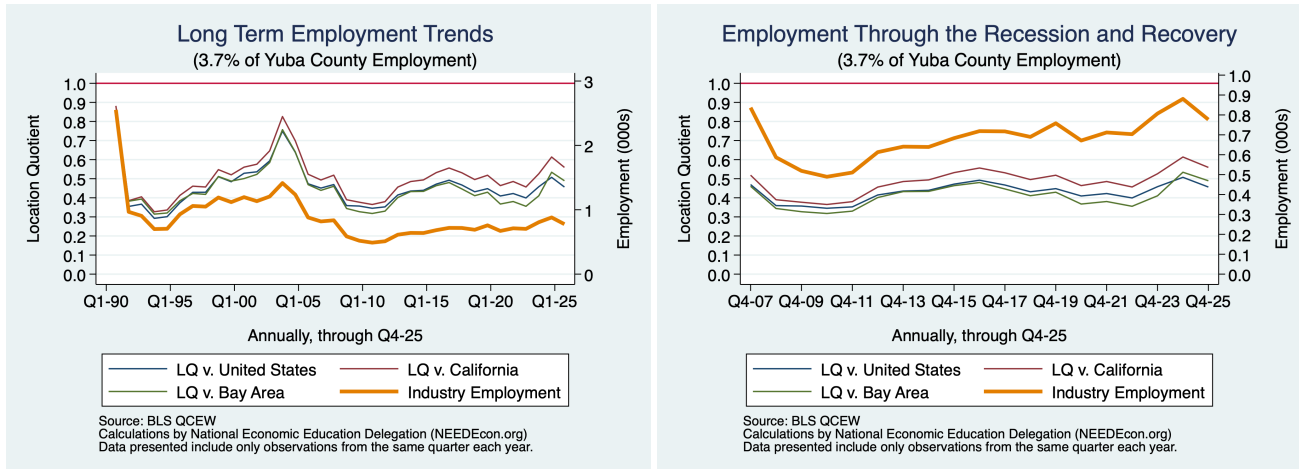 Long Term Employment Trends
(3.7% of Yuba County Employment)
Location Quotient
1.0
0.9
0.8
0.7
0.6
0.5
0.4
0.3
0.2
0.1
0.0
3
2
1
0
Employment (000s)
Q1-90 Q1-95 Q1-00 Q1-05 Q1-10 Q1-15 Q1-20 Q1-25
Annually, through Q4-25
LQ v. United States LQ v. California
LQ v. Bay Area Industry Employment
Source: BLS QCEW
Calculations by National Economic Education Delegation (NEEDEcon.org)
Data presented include only observations from the same quarter each year.
Employment Through the Recession and Recovery
(3.7% of Yuba County Employment)
Location Quotient
1.0
0.9
0.8
0.7
0.6
0.5
0.4
0.3
0.2
0.1
0.0
1.0
0.9
0.8
0.7
0.6
0.5
0.4
0.3
0.2
0.1
0.0
Employment (000s)
Q4-07 Q4-09 Q4-11 Q4-13 Q4-15 Q4-17 Q4-19 Q4-21 Q4-23 Q4-25
Annually, through Q4-25
LQ v. United States LQ v. California
LQ v. Bay Area Industry Employment
Source: BLS QCEW
Calculations by National Economic Education Delegation (NEEDEcon.org)
Data presented include only observations from the same quarter each year.